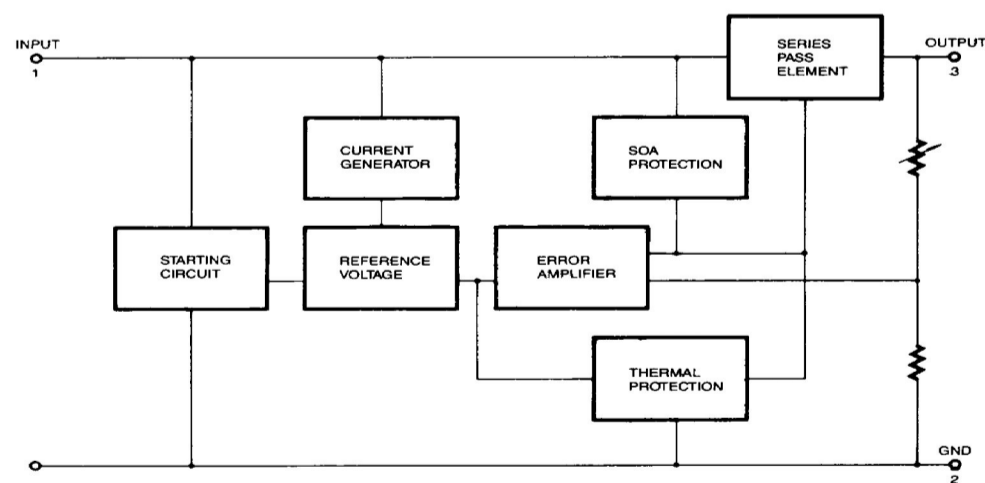 INPUT
1
SERIES
PASS
ELEMENT
OUTPUT
3
CURRENT
GENERATOR
SOA
PROTECTION
STARTING
CIRCUIT
REFERENCE
VOLTAGE
ERROR
AMPLIFIER
THERMAL
PROTECTION
GND
2